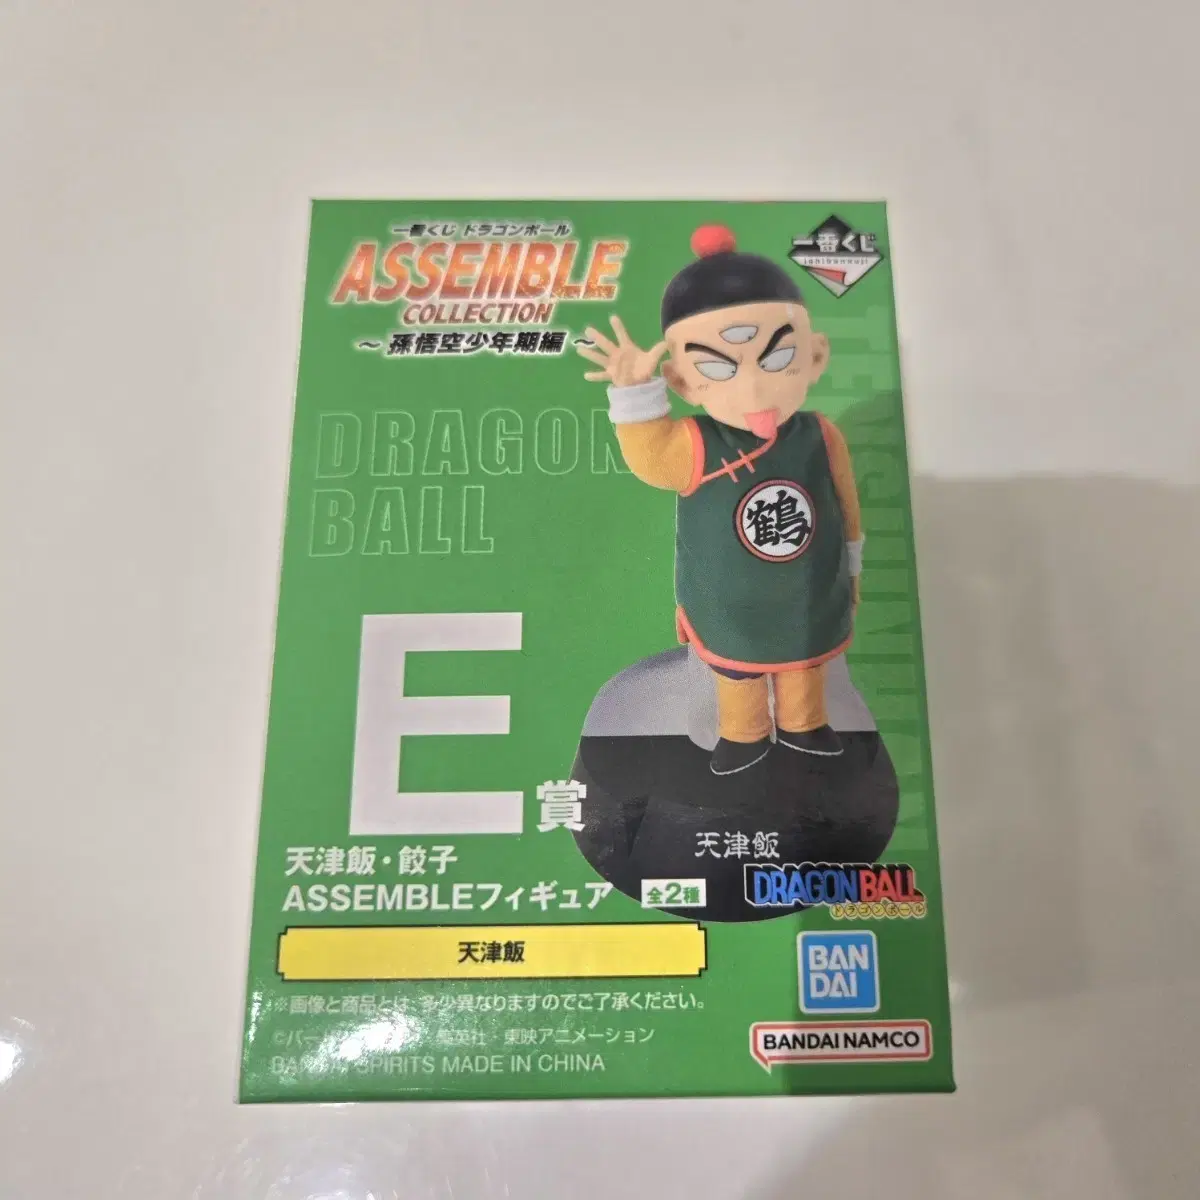 一番くじ ドラゴンボール
ASSEMBLE
COLLECTION
～ 孫悟空少年期編 ～
一番くじ
ichibankuji
DRAGON
BALL
鶴
E賞
天津飯
天津飯・餃子
ASSEMBLEフィギュア 全2種
DRAGONBALL
ドラゴンボール
天津飯
BAN
DAI
※画像と商品とは、多少異なりますのでご了承ください。
集英社・東映アニメーション
SPIRITS MADE IN CHINA
BANDAI NAMCO